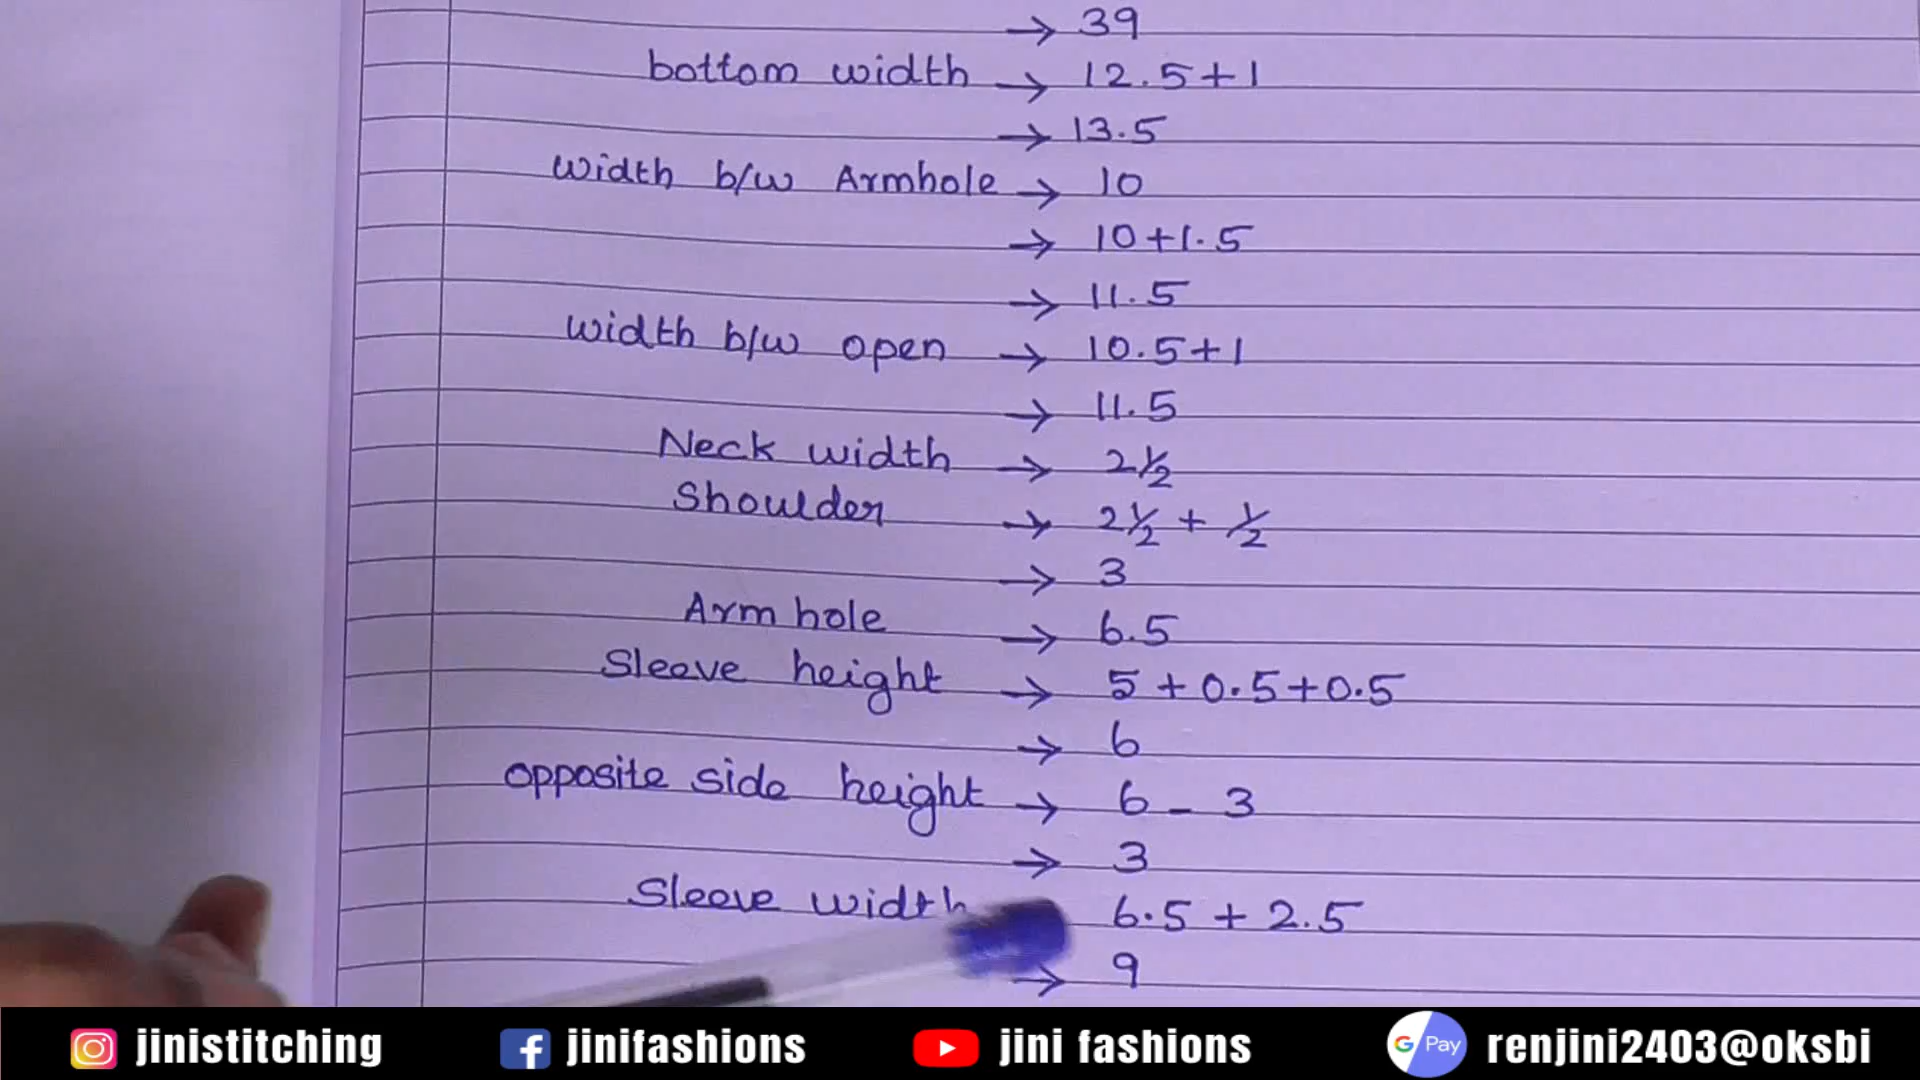 → 39
bottom width → 12.5+1
→ 13.5
width b/w Armhole → 10
→ 10+1.5
→ 11.5
width b/w open → 10.5+1
→ 11.5
Neck width → 2½
Shoulder → 2½ + ½
→ 3
Arm hole → 6.5
Sleeve height → 5+0.5+0.5
→ 6
opposite side height → 6 - 3
→ 3
Sleeve width 6.5 + 2.5
→ 9
jinistitching jinifashions jini fashions G Pay renjini2403@oksbi